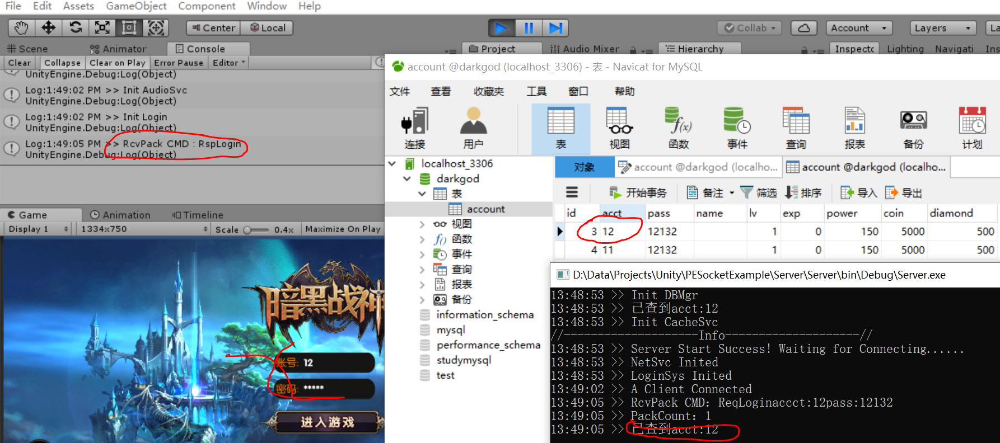 File Edit Assets GameObject Component Window Help
Center Local Collab Account Layers La
Scene Animator Console Project Audio Mixer Hierarchy Inspectc Lighting Navigati Ins
Clear Collapse Clear on Play Error Pause Editor
UnityEngine.Debug:Log(Object)
Log:1:49:02 PM >> Init AudioSvc
UnityEngine.Debug:Log(Object)
Log:1:49:02 PM >> Init Login
UnityEngine.Debug:Log(Object)
Log:1:49:05 PM >> RcvPack CMD : RspLogin
UnityEngine.Debug:Log(Object)
Game Animation Timeline
Display 1 1334x750 Scale 0.4x Maximize On Play
暗黑战神
账号: 12
密码: *****
进入游戏
account @darkgod (localhost_3306) - 表 - Navicat for MySQL
文件 查看 收藏夹 工具 窗口 帮助
连接 用户 表 视图 函数 事件 查询 报表 备份 计划
localhost_3306
darkgod
表
account
视图
函数
事件
查询
报表
备份
information_schema
mysql
performance_schema
studymysql
test
对象 account @darkgod (localho... account @darkgod (localho...
开始事务 备注 筛选 排序 导入 导出
id acct pass name lv exp power coin diamond
3 12 12132 1 0 150 5000 500
4 11 12132 1 0 150 5000 500
D:\Data\Projects\Unity\PESocketExample\Server\Server\bin\Debug\Server.exe
13:48:53 >> Init DBMgr
13:48:53 >> 已查到acct:12
13:48:53 >> Init CacheSvc
//--------------------Info--------------------//
13:48:53 >> Server Start Success! Waiting for Connecting......
13:48:53 >> NetSvc Inited
13:48:53 >> LoginSys Inited
13:49:02 >> A Client Connected
13:49:05 >> RcvPack CMD: ReqLoginaccct:12pass:12132
13:49:05 >> PackCount: 1
13:49:05 >> 已查到acct:12